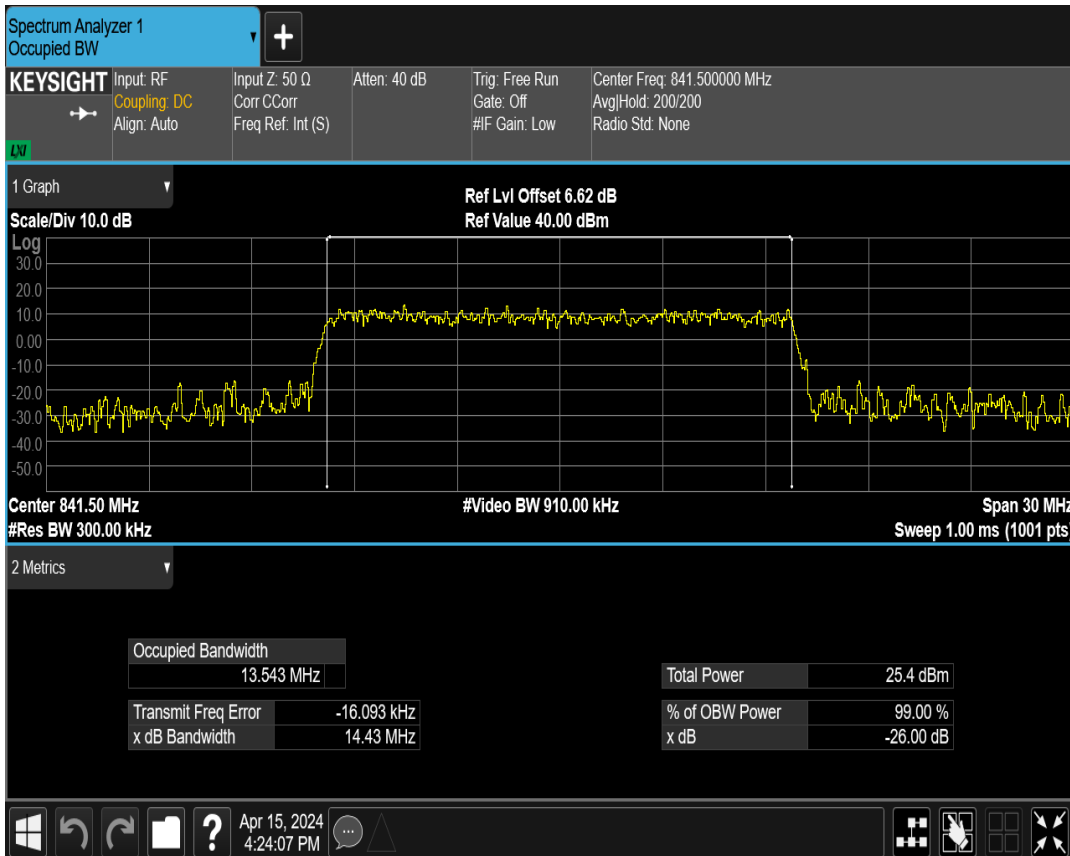 Spectrum Analyzer 1
Occupied BW
KEYSIGHT
LXI
Input: RF
Coupling: DC
Align: Auto
Input Z: 50 Ω
Corr CCorr
Freq Ref: Int (S)
Atten: 40 dB
Trig: Free Run
Gate: Off
#IF Gain: Low
Center Freq: 841.500000 MHz
Avg|Hold: 200/200
Radio Std: None
1 Graph
Scale/Div 10.0 dB
Ref Lvl Offset 6.62 dB
Ref Value 40.00 dBm
Log
30.0
20.0
10.0
0.00
-10.0
-20.0
-30.0
-40.0
-50.0
Center 841.50 MHz
#Video BW 910.00 kHz
Span 30 MHz
#Res BW 300.00 kHz
Sweep 1.00 ms (1001 pts)
2 Metrics
Occupied Bandwidth
13.543 MHz
Total Power 25.4 dBm
Transmit Freq Error -16.093 kHz
% of OBW Power 99.00 %
x dB Bandwidth 14.43 MHz
x dB -26.00 dB
?
Apr 15, 2024
4:24:07 PM